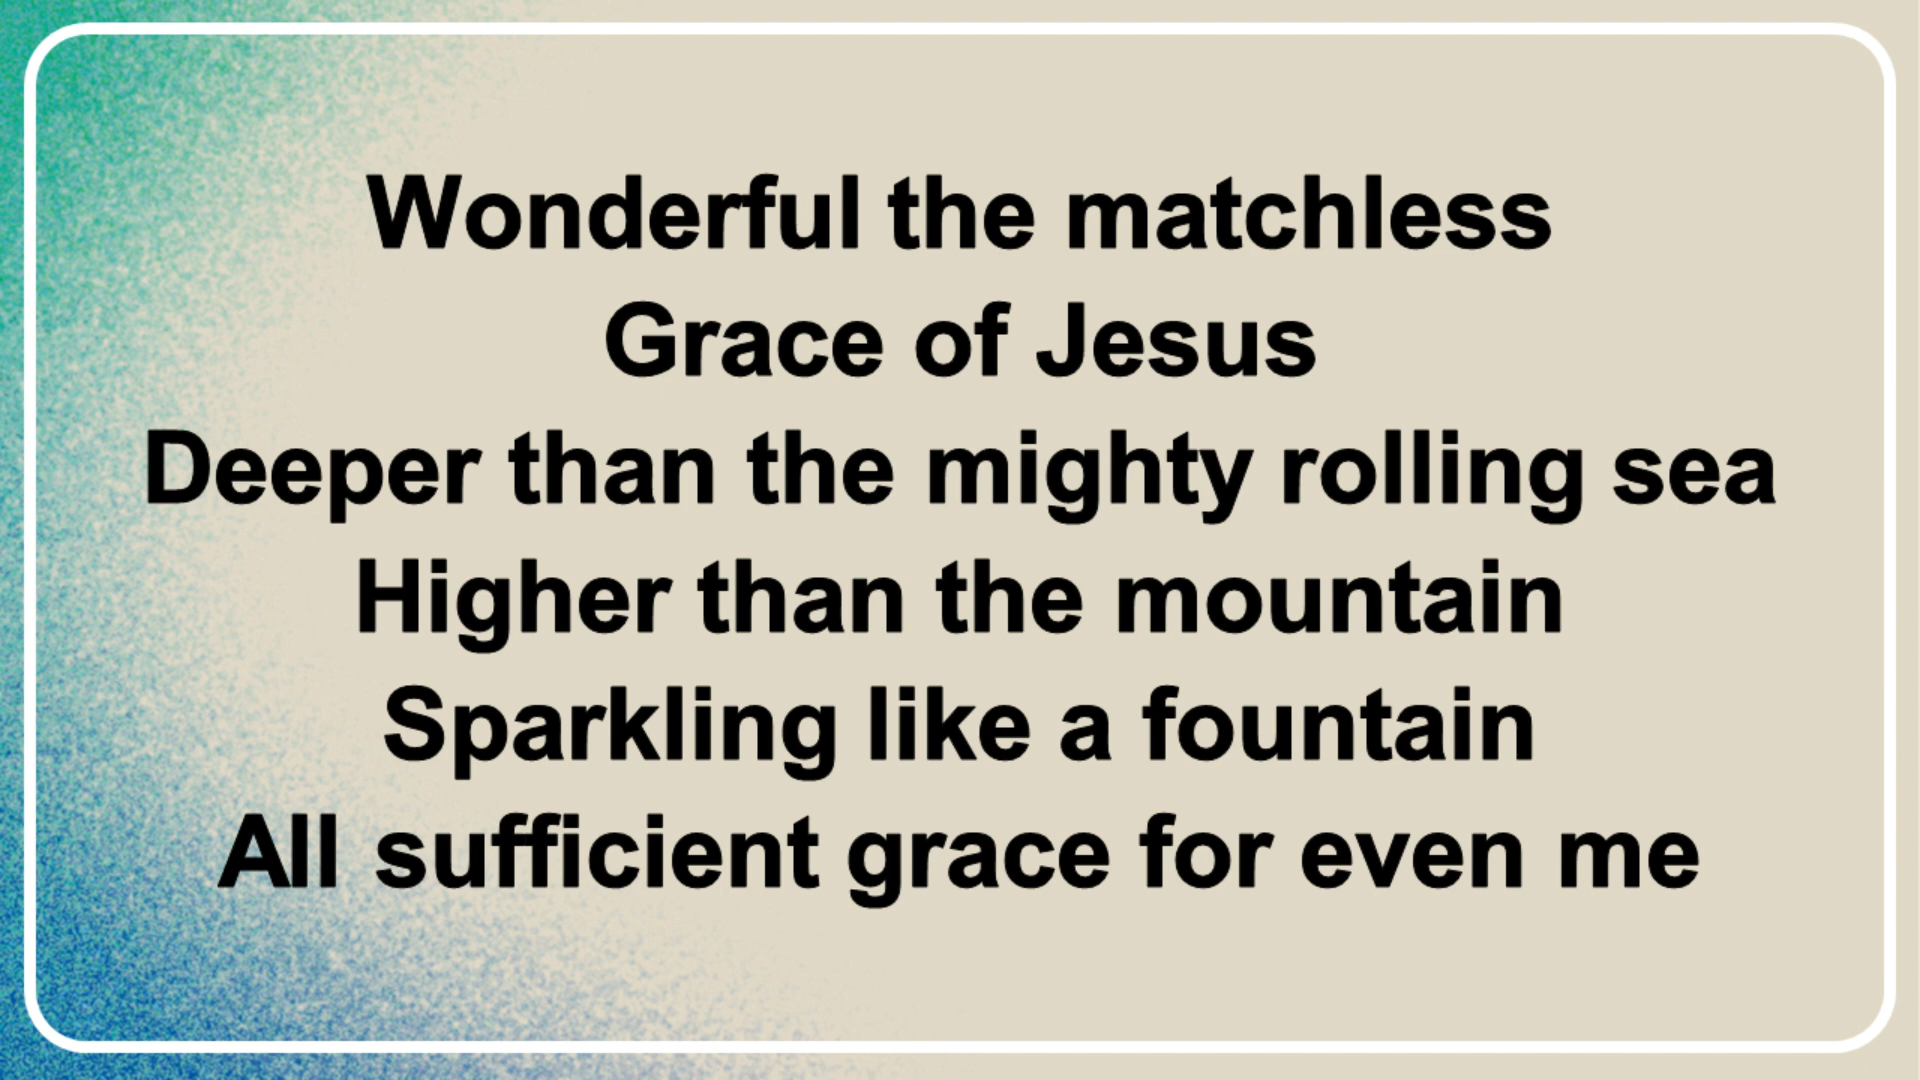 Wonderful the matchless
Grace of Jesus
Deeper than the mighty rolling sea
Higher than the mountain
Sparkling like a fountain
All sufficient grace for even me